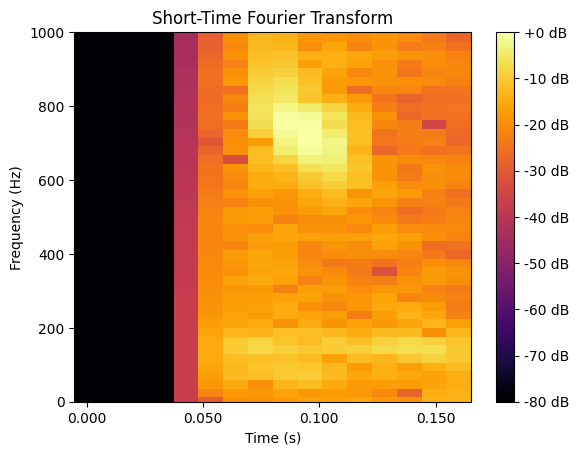 Short-Time Fourier Transform
Frequency (Hz)
1000
800
600
400
200
0
0.000
0.050
0.100
0.150
Time (s)
+0 dB
-10 dB
-20 dB
-30 dB
-40 dB
-50 dB
-60 dB
-70 dB
-80 dB